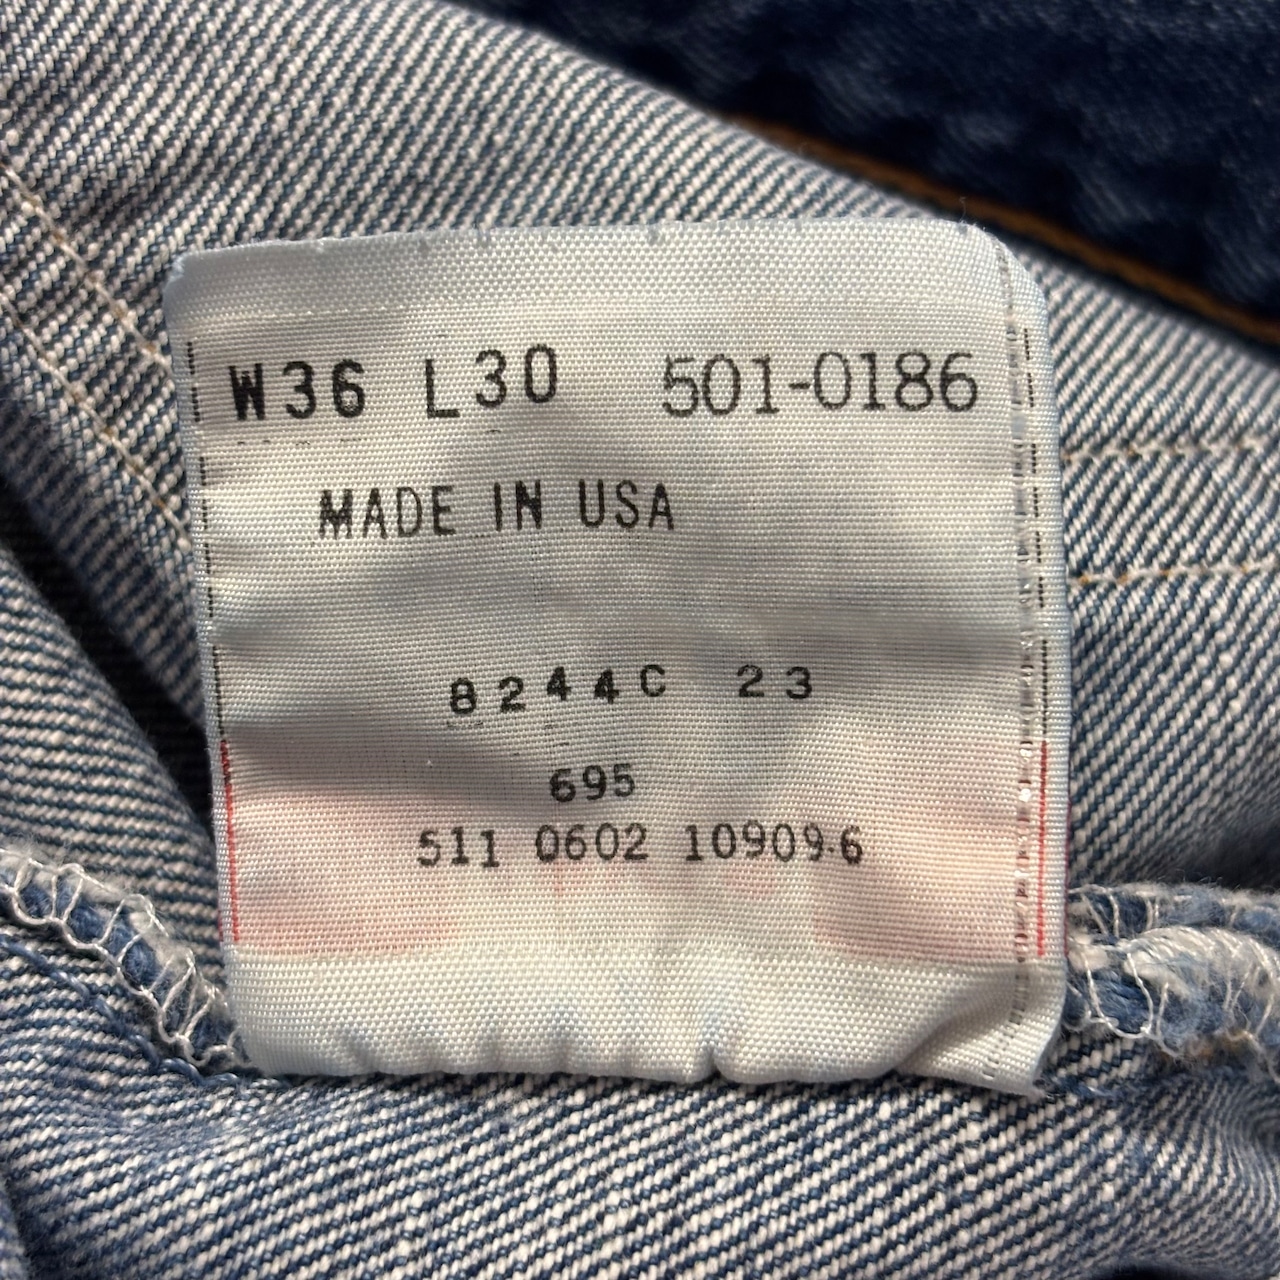 W36 L30 501-0186
MADE IN USA
8244C 23
695
511 0602 10909.6